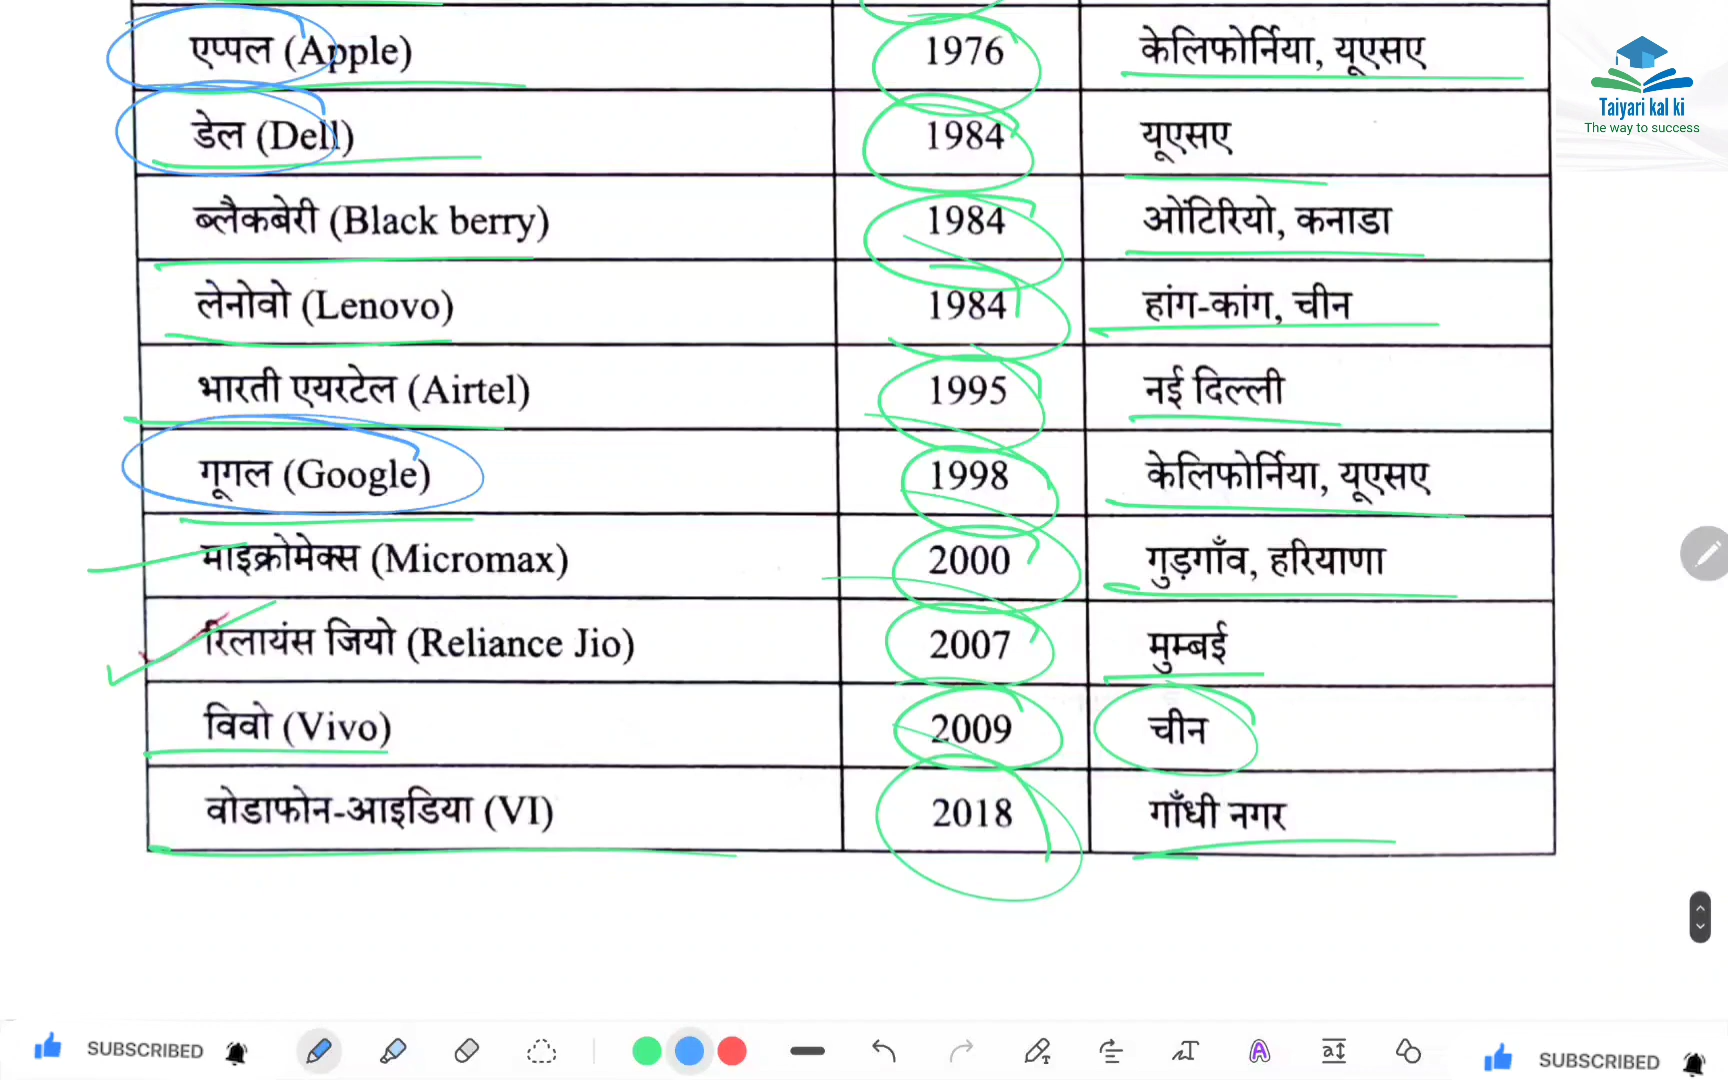 एप्पल (Apple) 1976 केलिफोर्निया, यूएसए
डेल (Dell) 1984 यूएसए
ब्लैकबेरी (Black berry) 1984 ओंटिरियो, कनाडा
लेनोवो (Lenovo) 1984 हांग-कांग, चीन
भारती एयरटेल (Airtel) 1995 नई दिल्ली
गूगल (Google) 1998 केलिफोर्निया, यूएसए
माइक्रोमेक्स (Micromax) 2000 गुड़गाँव, हरियाणा
रिलायंस जियो (Reliance Jio) 2007 मुम्बई
विवो (Vivo) 2009 चीन
वोडाफोन-आइडिया (VI) 2018 गाँधी नगर
Taiyari kal ki
The way to success
SUBSCRIBED
SUBSCRIBED